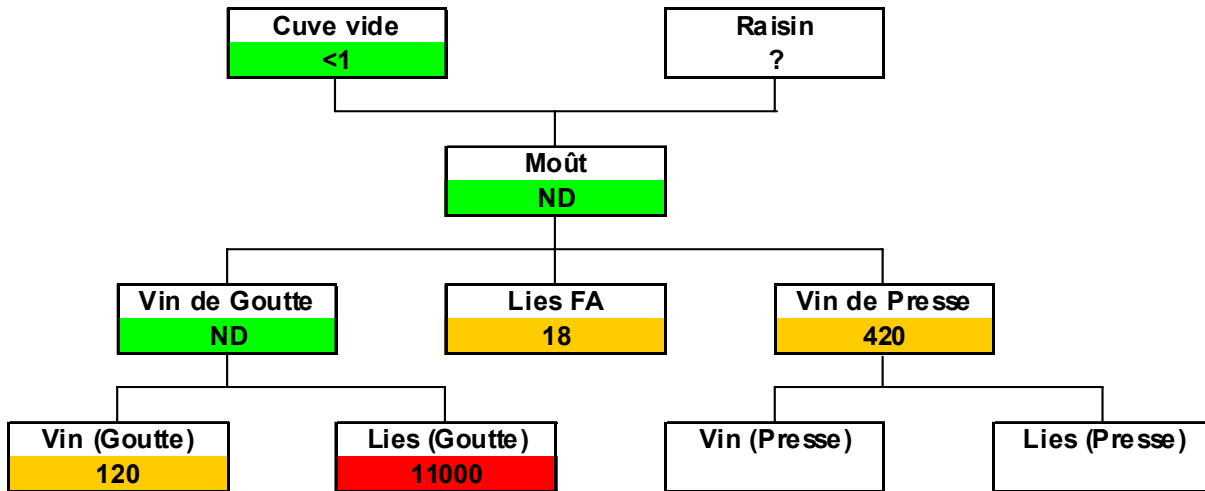 Cuve vide
<1
Raisin
?
Moût
ND
Vin de Goutte
ND
Lies FA
18
Vin de Presse
420
Vin (Goutte)
120
Lies (Goutte)
11000
Vin (Presse)
Lies (Presse)